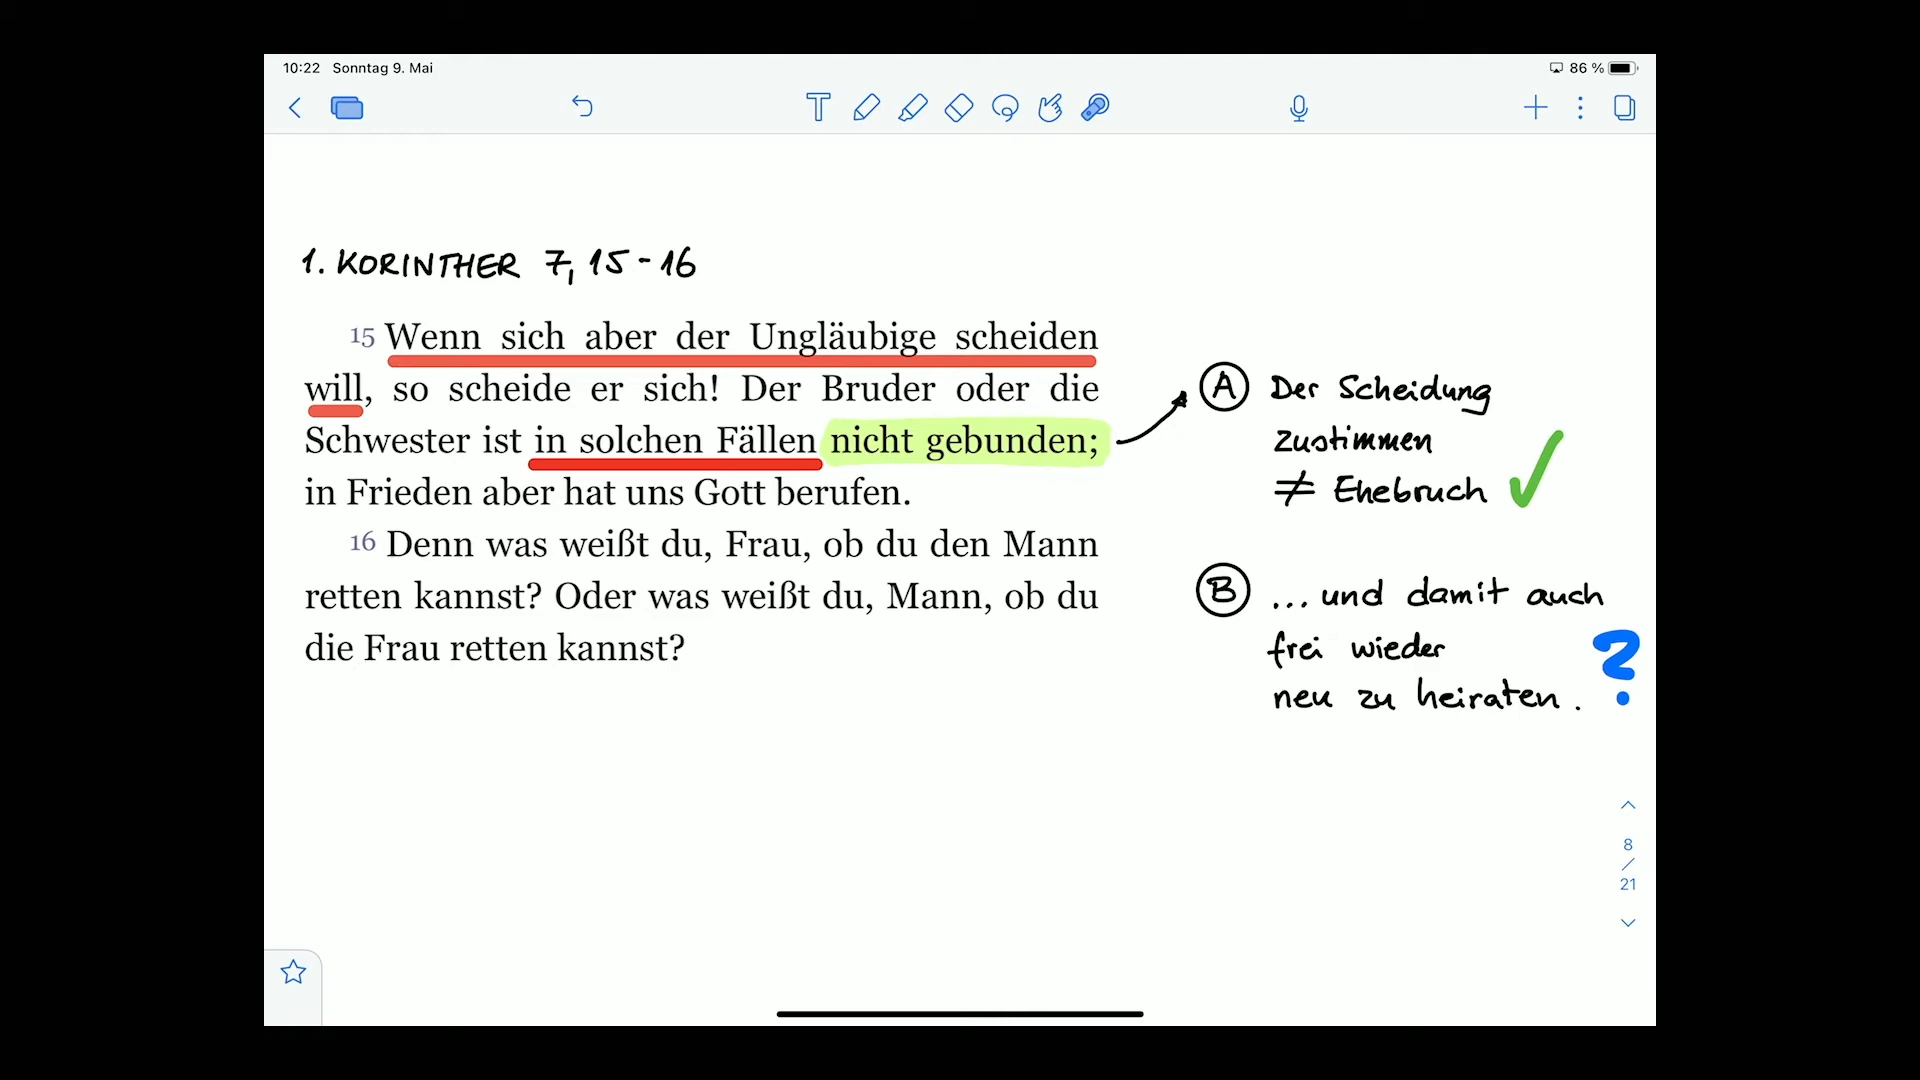 10:22 Sonntag 9. Mai
86 %
1. KORINTHER 7, 15-16
15 Wenn sich aber der Ungläubige scheiden
will, so scheide er sich! Der Bruder oder die
Schwester ist in solchen Fällen nicht gebunden;
in Frieden aber hat uns Gott berufen.
16 Denn was weißt du, Frau, ob du den Mann
retten kannst? Oder was weißt du, Mann, ob du
die Frau retten kannst?
A Der Scheidung
zustimmen
≠ Ehebruch ✓
B ...und damit auch
frei wieder
neu zu heiraten. ?
8
/
21